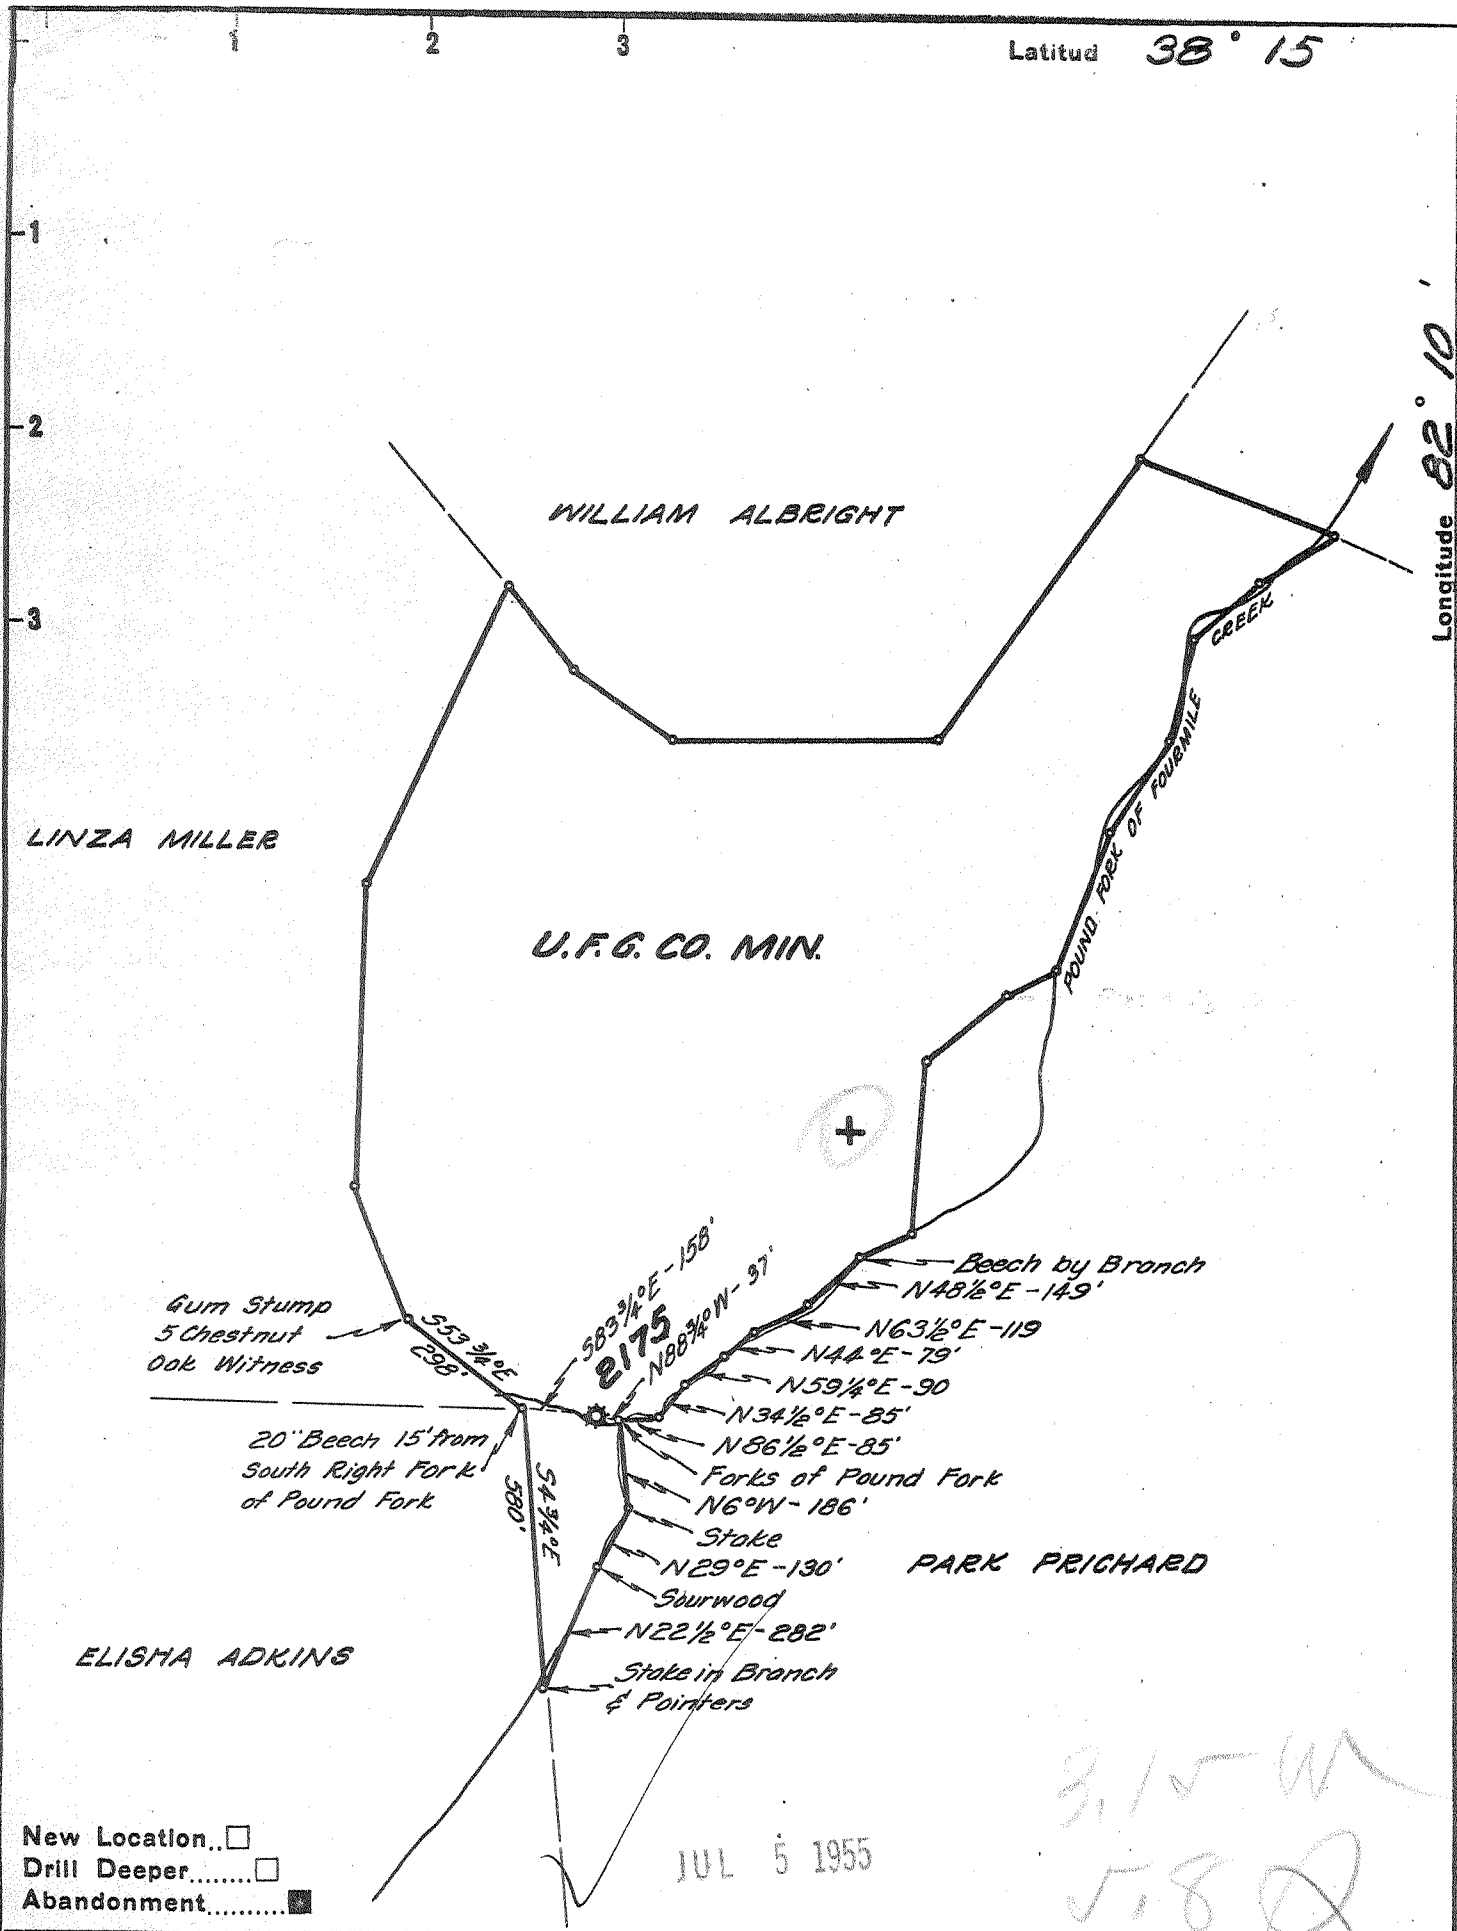 1 2 3
Latitud 38° 15
1
2
3
Longitude 82° 10'
WILLIAM ALBRIGHT
CREEK
LINZA MILLER
POUND FORK OF FOURMILE
U.F.G. CO. MIN.
S83¾°E-158'
2175
N88¾°W-37'
Beech by Branch
N48½°E-149'
Gum Stump
5 Chestnut
Oak Witness
S53¾°E
298'
N63½°E-119
N44°E-79'
N59¼°E-90
N34½°E-85'
20" Beech 15' from
South Right Fork
of Pound Fork
N86½°E-85'
Forks of Pound Fork
N6°W-186'
S4¾°E
580'
Stake
N29°E-130'
PARK PRICHARD
Sourwood
N22½°E-282'
ELISHA ADKINS
Stake in Branch
& Pointers
New Location..
Drill Deeper........
Abandonment..........
JUL 5 1955
3.15 W